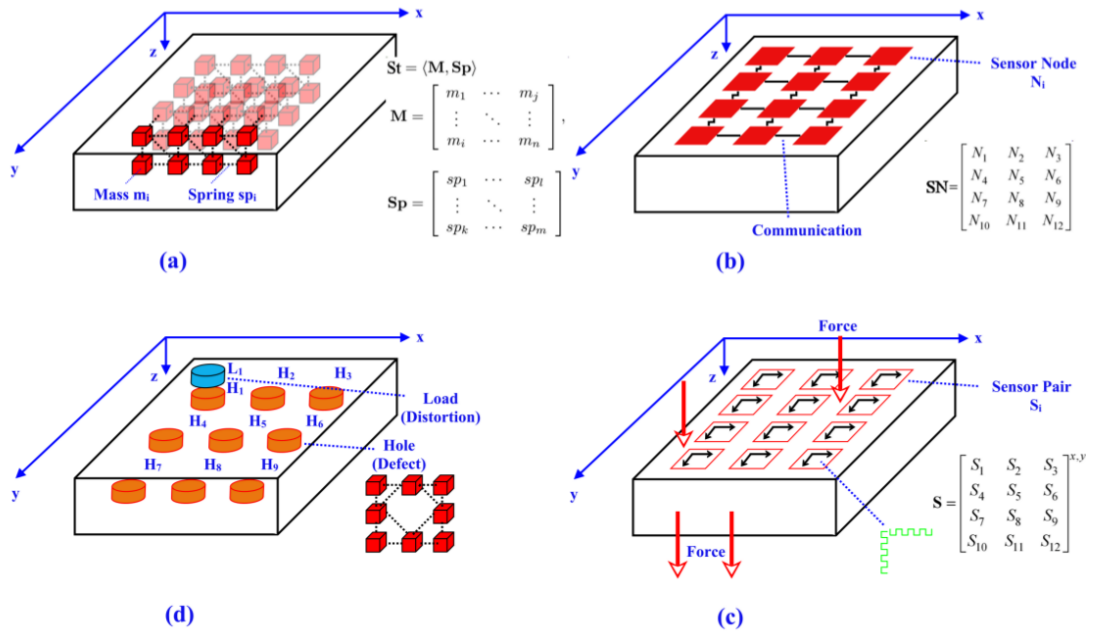 x
z
y
St = ⟨M, Sp⟩
M = [ m₁ ⋯ mⱼ
⋮ ⋱ ⋮
mᵢ ⋯ mₙ ] ,
Sp = [ sp₁ ⋯ spₗ
⋮ ⋱ ⋮
spₖ ⋯ spₘ ]
Mass mᵢ
Spring spᵢ
(a)
x
z
y
Sensor Node
Nᵢ
SN= [ N₁ N₂ N₃
N₄ N₅ N₆
N₇ N₈ N₉
N₁₀ N₁₁ N₁₂ ]
Communication
(b)
x
z
y
L₁
H₁ H₂ H₃
Load
(Distortion)
H₄ H₅ H₆
Hole
(Defect)
H₇ H₈ H₉
(d)
x
z
y
Force
Sensor Pair
Sᵢ
S = [ S₁ S₂ S₃
S₄ S₅ S₆
S₇ S₈ S₉
S₁₀ S₁₁ S₁₂ ] x,y
Force
(c)